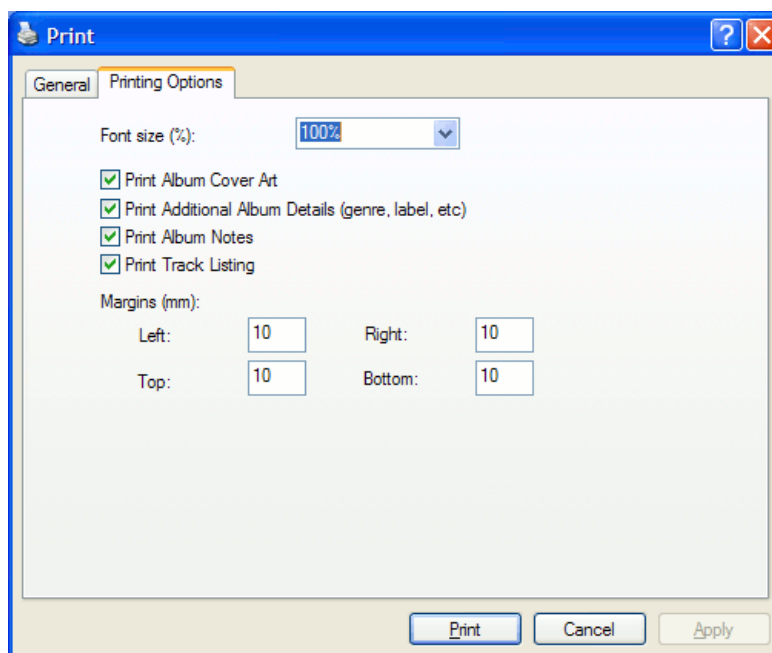 Print
General Printing Options
Font size (%): 100%
Print Album Cover Art
Print Additional Album Details (genre, label, etc)
Print Album Notes
Print Track Listing
Margins (mm):
Left: 10 Right: 10
Top: 10 Bottom: 10
Print Cancel Apply